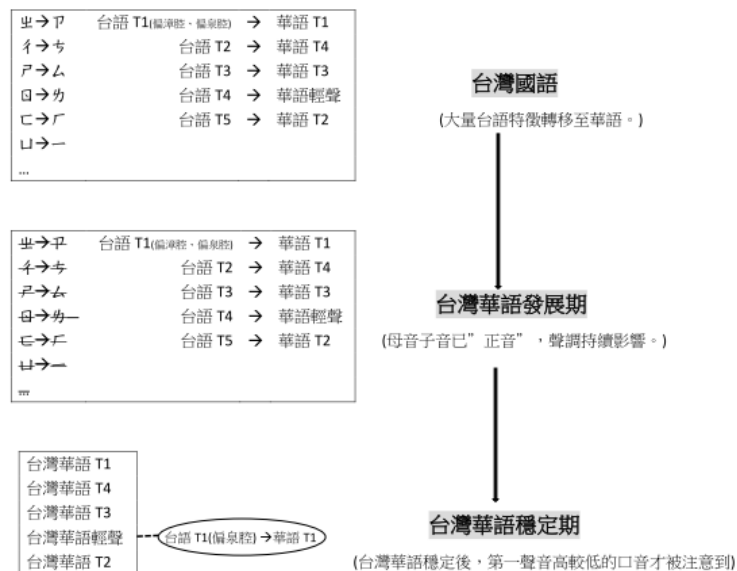 ㄓ→ㄗ 台語 T1(偏漳腔、偏泉腔) → 華語 T1
ㄔ→ㄘ 台語 T2 → 華語 T4
ㄕ→ㄙ 台語 T3 → 華語 T3
ㄖ→ㄌ 台語 T4 → 華語輕聲
ㄈ→ㄏ 台語 T5 → 華語 T2
ㄩ→ㄧ
...
台灣國語
(大量台語特徵轉移至華語。)
ㄓ→ㄗ 台語 T1(偏漳腔、偏泉腔) → 華語 T1
ㄔ→ㄘ 台語 T2 → 華語 T4
ㄕ→ㄙ 台語 T3 → 華語 T3
ㄖ→ㄌ 台語 T4 → 華語輕聲
ㄈ→ㄏ 台語 T5 → 華語 T2
ㄩ→ㄧ
...
台灣華語發展期
(母音子音已”正音”，聲調持續影響。)
台灣華語 T1
台灣華語 T4
台灣華語 T3
台灣華語輕聲
台灣華語 T2
台語 T1(偏泉腔)→華語 T1
台灣華語穩定期
(台灣華語穩定後，第一聲音高較低的口音才被注意到)